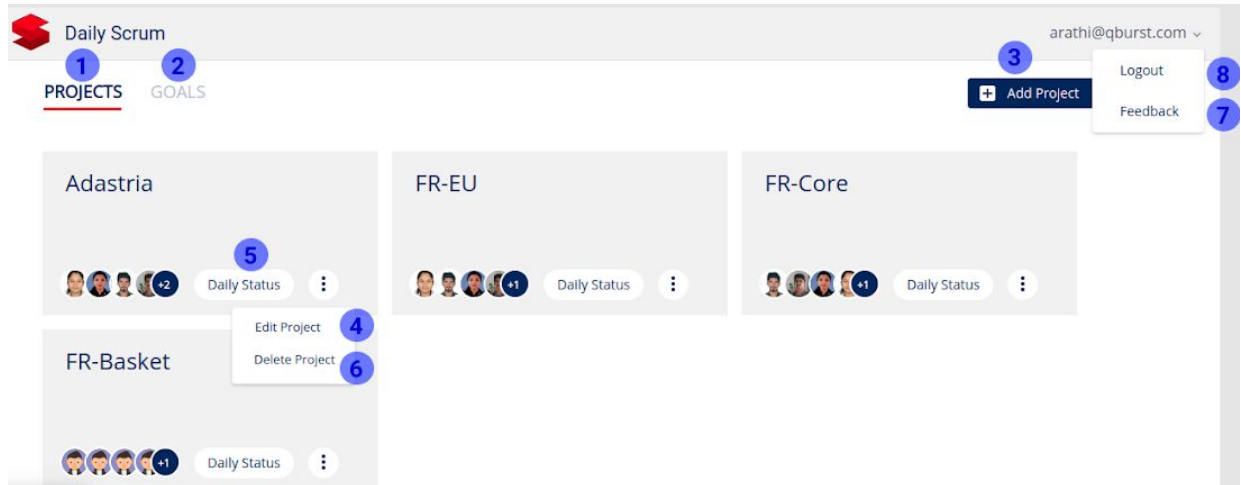 Daily Scrum
arathi@qburst.com
1
2
3
PROJECTS
GOALS
Add Project
Logout
8
Feedback
7
Adastria
FR-EU
FR-Core
5
+2
Daily Status
+1
Daily Status
+1
Daily Status
Edit Project
4
Delete Project
6
FR-Basket
+1
Daily Status